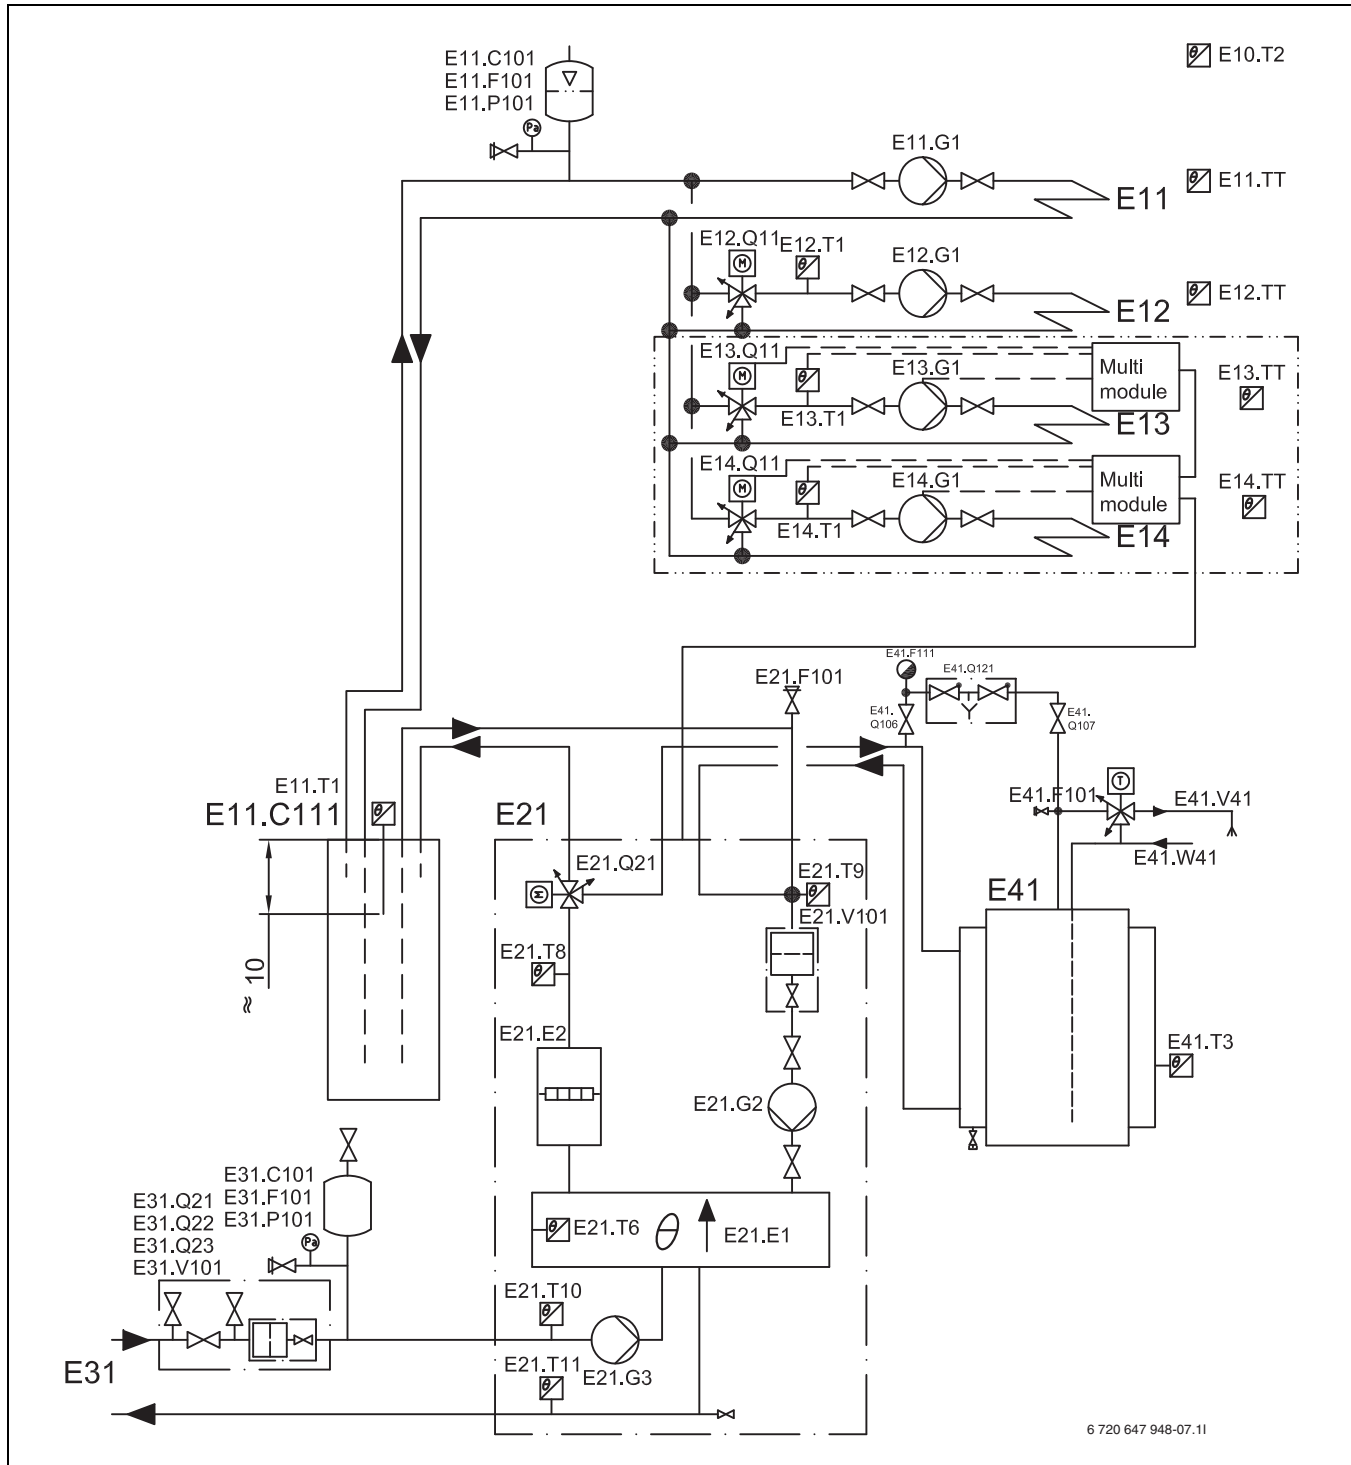 E11.C101
E11.F101
E11.P101
E10.T2
Pa
E11.G1
E11
E11.TT
E12.Q11
E12.T1
E12.G1
M
E12
E12.TT
E13.Q11
E13.G1
M
Multi
module
E13.TT
E13.T1
E13
E14.Q11
E14.G1
M
Multi
module
E14.TT
E14.T1
E14
E41.F111
E41.Q121
E21.F101
E41.
Q106
E41.
Q107
E11.T1
E11.C111
E21
T
E41.F101
E41.V41
E41.W41
E21.Q21
M
E21.T9
E21.V101
E41
≈ 10
E21.T8
E21.E2
E21.G2
E41.T3
E31.C101
E31.F101
E31.P101
E31.Q21
E31.Q22
E31.Q23
E31.V101
Pa
E21.T6
E21.E1
E21.T10
E31
E21.T11
E21.G3
6 720 647 948-07.1I